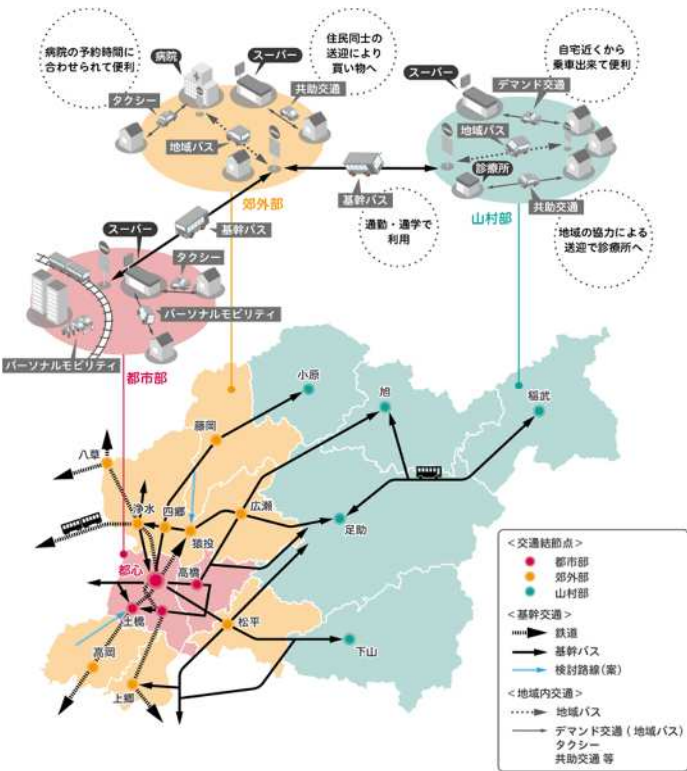 病院の予約時間に
合わせられて便利
住民同士の
送迎により
買い物へ
自宅近くから
乗車出来て便利
病院
スーパー
タクシー
共助交通
地域バス
郊外部
スーパー
デマンド交通
地域バス
診療所
共助交通
山村部
基幹バス
通勤・通学で
利用
地域の協力による
送迎で診療所へ
基幹バス
スーパー
タクシー
パーソナルモビリティ
パーソナルモビリティ
都市部
小原
旭
稲武
藤岡
八草
浄水
四郷
猿投
広瀬
足助
都心
高橋
土橋
松平
下山
高岡
上郷
<交通結節点>
都市部
郊外部
山村部
<基幹交通>
鉄道
基幹バス
検討路線(案)
<地域内交通>
地域バス
デマンド交通(地域バス)
タクシー
共助交通 等